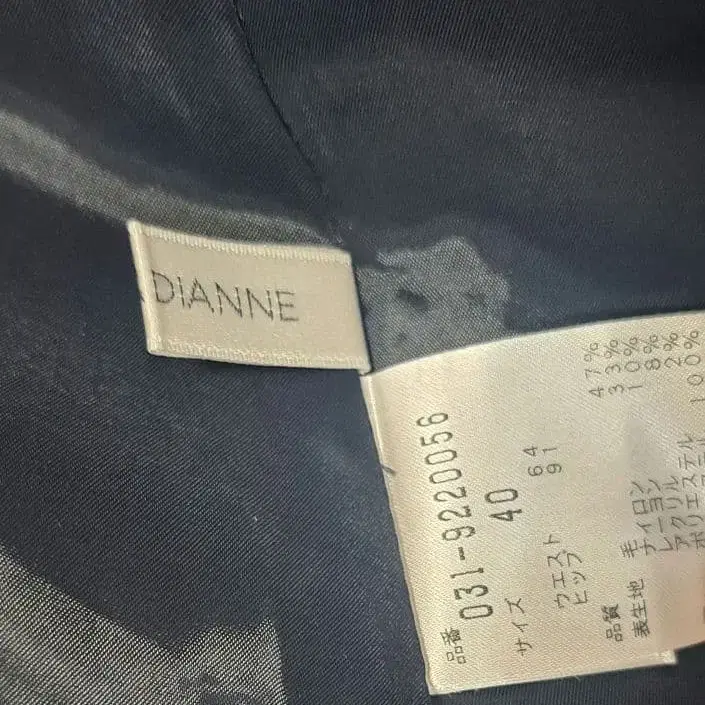 DIANNE
品番 031-9220056
サイズ 40
ウエスト 64
ヒップ 91
品質
表生地 毛 47%
ナイロン 33%
レーヨン 10%
アクリル 8%
ポリエステル 2%
100%